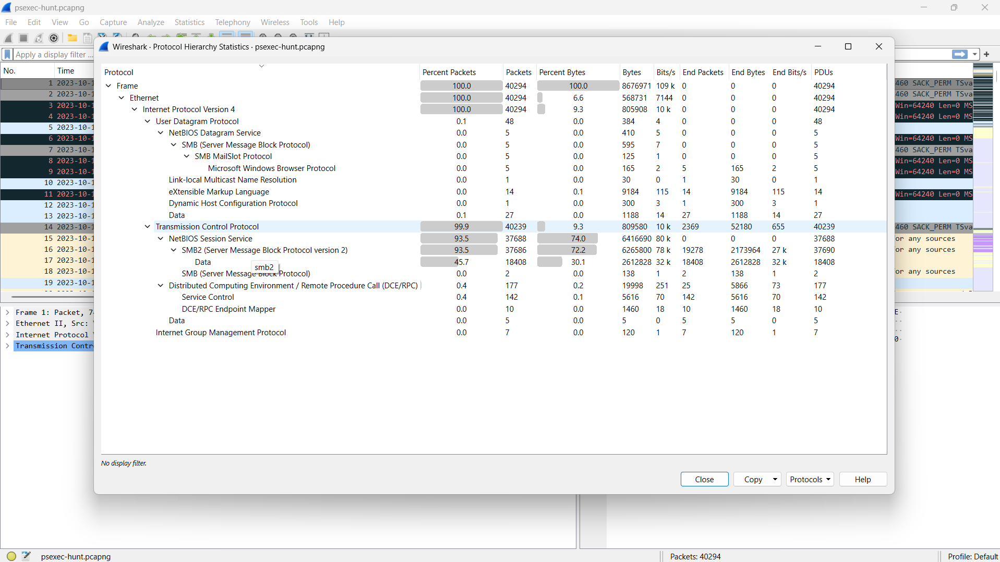 psexec-hunt.pcapng
File Edit View Go Capture Analyze Statistics Telephony Wireless Tools Help
Wireshark · Protocol Hierarchy Statistics · psexec-hunt.pcapng
Apply a display filter ...
No. Time
1 2023-10-1
2 2023-10-1
3 2023-10-1
4 2023-10-1
5 2023-10-1
6 2023-10-1
7 2023-10-1
8 2023-10-1
9 2023-10-1
10 2023-10-1
11 2023-10-1
12 2023-10-1
13 2023-10-1
14 2023-10-1
15 2023-10-1
16 2023-10-1
17 2023-10-1
18 2023-10-1
19 2023-10-1
Protocol Percent Packets Packets Percent Bytes Bytes Bits/s End Packets End Bytes End Bits/s PDUs
Frame 100.0 40294 100.0 8676971 109 k 0 0 0 40294
Ethernet 100.0 40294 6.6 568731 7144 0 0 0 40294
Internet Protocol Version 4 100.0 40294 9.3 805908 10 k 0 0 0 40294
User Datagram Protocol 0.1 48 0.0 384 4 0 0 0 48
NetBIOS Datagram Service 0.0 5 0.0 410 5 0 0 0 5
SMB (Server Message Block Protocol) 0.0 5 0.0 595 7 0 0 0 5
SMB MailSlot Protocol 0.0 5 0.0 125 1 0 0 0 5
Microsoft Windows Browser Protocol 0.0 5 0.0 165 2 5 165 2 5
Link-local Multicast Name Resolution 0.0 1 0.0 30 0 1 30 0 1
eXtensible Markup Language 0.0 14 0.1 9184 115 14 9184 115 14
Dynamic Host Configuration Protocol 0.0 1 0.0 300 3 1 300 3 1
Data 0.1 27 0.0 1188 14 27 1188 14 27
Transmission Control Protocol 99.9 40239 9.3 809580 10 k 2369 52180 655 40239
NetBIOS Session Service 93.5 37688 74.0 6416690 80 k 0 0 0 37688
SMB2 (Server Message Block Protocol version 2) 93.5 37686 72.2 6265800 78 k 19278 2173964 27 k 37690
Data 45.7 18408 30.1 2612828 32 k 18408 2612828 32 k 18408
smb2
SMB (Server Message Block Protocol) 0.0 2 0.0 138 1 2 138 1 2
Distributed Computing Environment / Remote Procedure Call (DCE/RPC) 0.4 177 0.2 19998 251 25 5866 73 177
Service Control 0.4 142 0.1 5616 70 142 5616 70 142
DCE/RPC Endpoint Mapper 0.0 10 0.0 1460 18 10 1460 18 10
Data 0.0 5 0.0 5 0 5 5 0 5
Internet Group Management Protocol 0.0 7 0.0 120 1 7 120 1 7
460 SACK_PERM TSva
460 SACK_PERM TSva
Win=64240 Len=0 MS
Win=64240 Len=0 MS
Win=64240 Len=0 MS
460 SACK_PERM TSva
Win=64240 Len=0 MS
Win=64240 Len=0 MS
Win=64240 Len=0 MS
460 SACK_PERM TSva
or any sources
or any sources
or any sources
Frame 1: Packet, 74
Ethernet II, Src:
Internet Protocol
Transmission Contr
No display filter.
Close Copy Protocols Help
psexec-hunt.pcapng Packets: 40294 Profile: Default